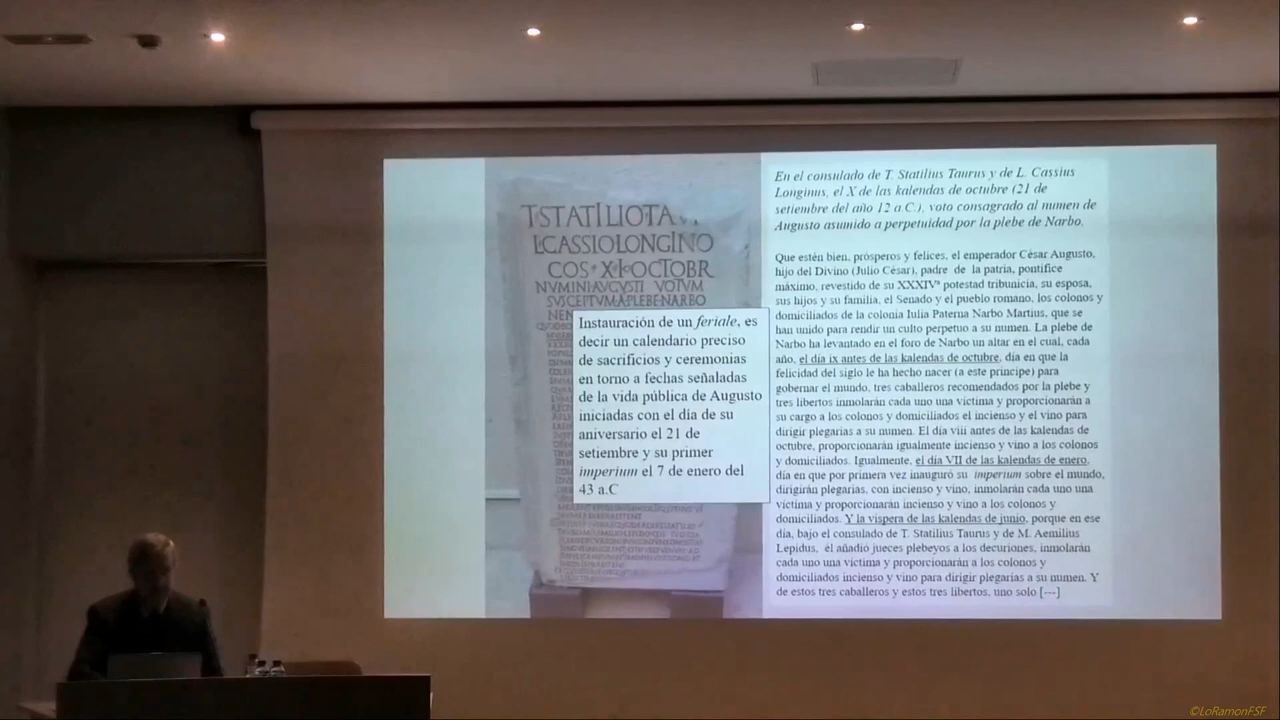 TSTATILIOTA
L·CASSIOLONGINO
COS·X·K·OCTOBR
NVMINI·AVGVSTI VOTVM
SVSCEPTVM·A·PLEBE·NARBO
NEN
Instauración de un feriale, es
decir un calendario preciso
de sacrificios y ceremonias
en torno a fechas señaladas
de la vida pública de Augusto
iniciadas con el día de su
aniversario el 21 de
setiembre y su primer
imperium el 7 de enero del
43 a.C
En el consulado de T. Statilius Taurus y de L. Cassius
Longinus, el X de las kalendas de octubre (21 de
setiembre del año 12 a.C.), voto consagrado al numen de
Augusto asumido a perpetuidad por la plebe de Narbo.
Que estén bien, prósperos y felices, el emperador César Augusto,
hijo del Divino (Julio César), padre de la patria, pontífice
máximo, revestido de su XXXIVª potestad tribunicia, su esposa,
sus hijos y su familia, el Senado y el pueblo romano, los colonos y
domiciliados de la colonia Iulia Paterna Narbo Martius, que se
han unido para rendir un culto perpetuo a su numen. La plebe de
Narbo ha levantado en el foro de Narbo un altar en el cual, cada
año, el día ix antes de las kalendas de octubre, día en que la
felicidad del siglo le ha hecho nacer (a este príncipe) para
gobernar el mundo, tres caballeros recomendados por la plebe y
tres libertos inmolarán cada uno una víctima y proporcionarán a
su cargo a los colonos y domiciliados el incienso y el vino para
dirigir plegarias a su numen. El día viii antes de las kalendas de
octubre, proporcionarán igualmente incienso y vino a los colonos
y domiciliados. Igualmente, el día VII de las kalendas de enero,
día en que por primera vez inauguró su imperium sobre el mundo,
dirigirán plegarias, con incienso y vino, inmolarán cada uno una
víctima y proporcionarán incienso y vino a los colonos y
domiciliados. Y la víspera de las kalendas de junio, porque en ese
día, bajo el consulado de T. Statilius Taurus y de M. Aemilius
Lepidus, él añadió jueces plebeyos a los decuriones, inmolarán
cada uno una víctima y proporcionarán a los colonos y
domiciliados incienso y vino para dirigir plegarias a su numen. Y
de estos tres caballeros y estos tres libertos, uno solo [---]
©LoRamonFSF